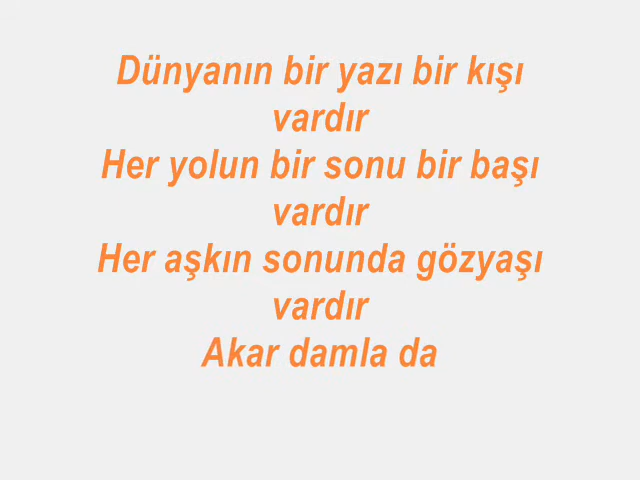 Dünyanın bir yazı bir kışı
vardır
Her yolun bir sonu bir başı
vardır
Her aşkın sonunda gözyaşı
vardır
Akar damla da